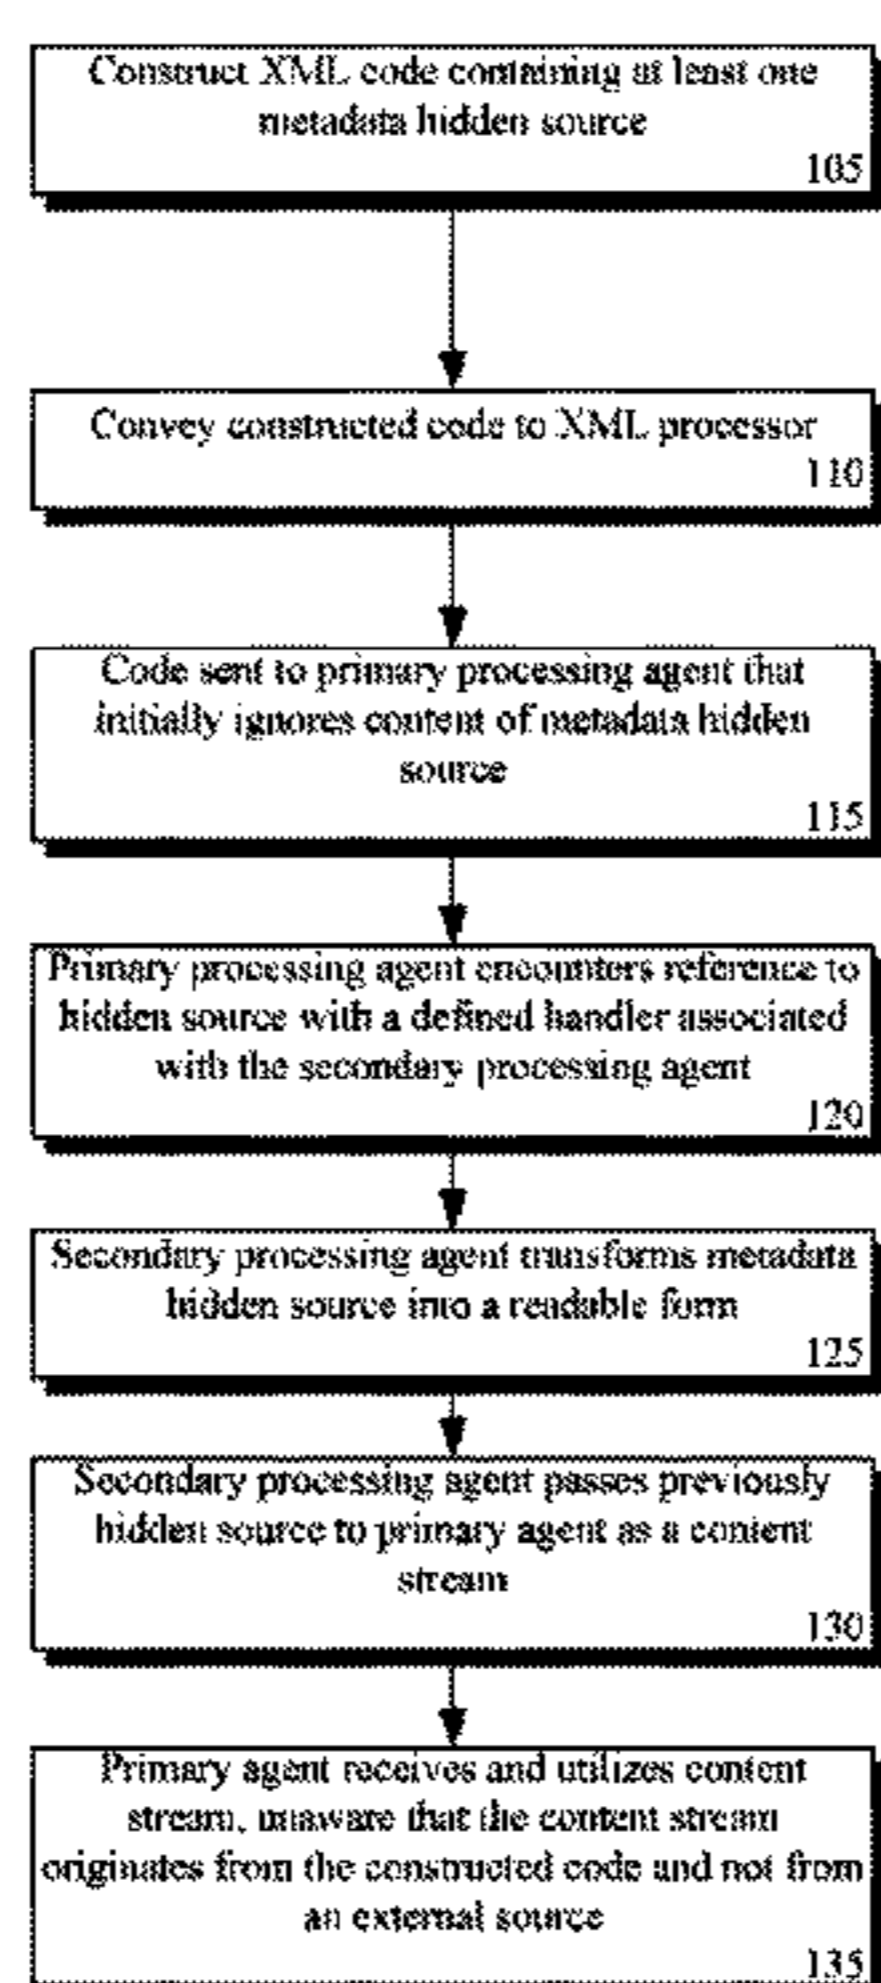 Construct XML code containing at least one
metadata hidden source
105
Convey constructed code to XML processor
110
Code sent to primary processing agent that
initially ignores content of metadata hidden
source
115
Primary processing agent encounters reference to
hidden source with a defined handler associated
with the secondary processing agent
120
Secondary processing agent transforms metadata
hidden source into a readable form
125
Secondary processing agent passes previously
hidden source to primary agent as a content
stream
130
Primary agent receives and utilizes content
stream, unaware that the content stream
originates from the constructed code and not from
an external source
135